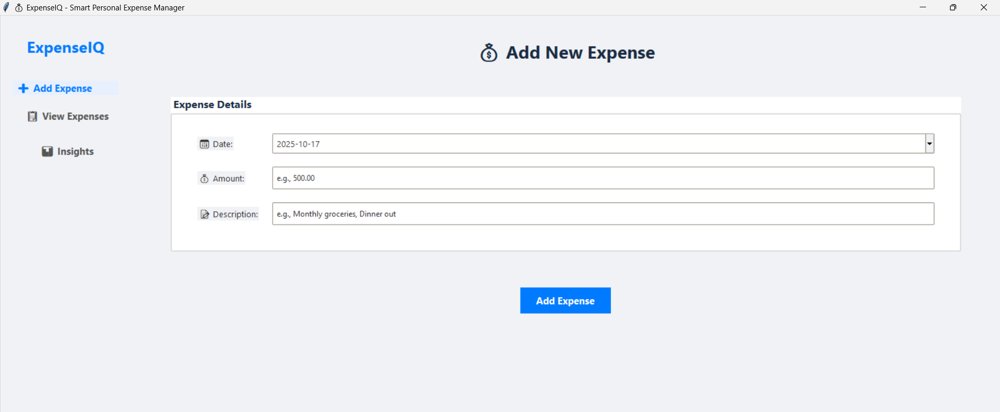 ExpenseIQ - Smart Personal Expense Manager
ExpenseIQ
Add New Expense
Add Expense
View Expenses
Insights
Expense Details
Date: 2025-10-17
Amount: e.g., 500.00
Description: e.g., Monthly groceries, Dinner out
Add Expense